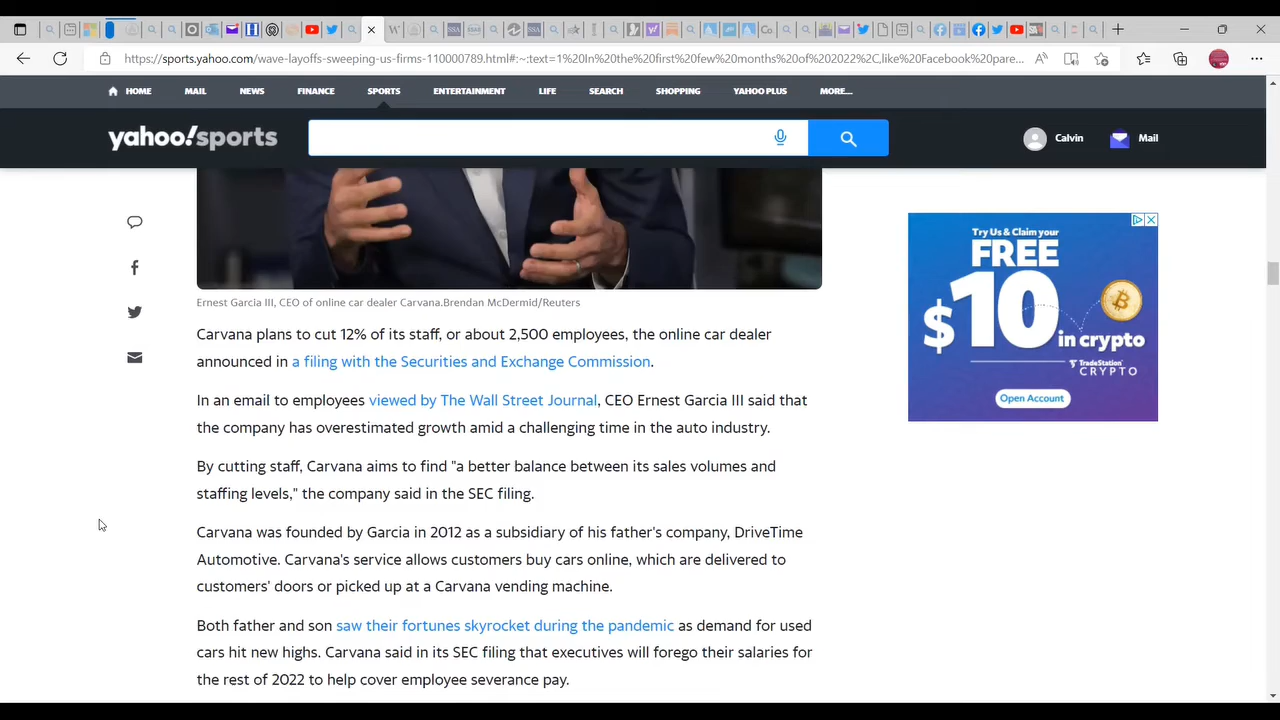 https://sports.yahoo.com/wave-layoffs-sweeping-us-firms-110000789.html#:~:text=1%20In%20the%20first%20few%20months%20of%202022%2C,like%20Facebook%20pare...
HOME MAIL NEWS FINANCE SPORTS ENTERTAINMENT LIFE SEARCH SHOPPING YAHOO PLUS MORE...
yahoo!sports
Calvin Mail
Ernest Garcia III, CEO of online car dealer Carvana.Brendan McDermid/Reuters
Carvana plans to cut 12% of its staff, or about 2,500 employees, the online car dealer
announced in a filing with the Securities and Exchange Commission.
In an email to employees viewed by The Wall Street Journal, CEO Ernest Garcia III said that
the company has overestimated growth amid a challenging time in the auto industry.
By cutting staff, Carvana aims to find "a better balance between its sales volumes and
staffing levels," the company said in the SEC filing.
Carvana was founded by Garcia in 2012 as a subsidiary of his father's company, DriveTime
Automotive. Carvana's service allows customers buy cars online, which are delivered to
customers' doors or picked up at a Carvana vending machine.
Both father and son saw their fortunes skyrocket during the pandemic as demand for used
cars hit new highs. Carvana said in its SEC filing that executives will forego their salaries for
the rest of 2022 to help cover employee severance pay.
Try Us & Claim your
FREE
$10
in crypto
TradeStation
CRYPTO
Open Account